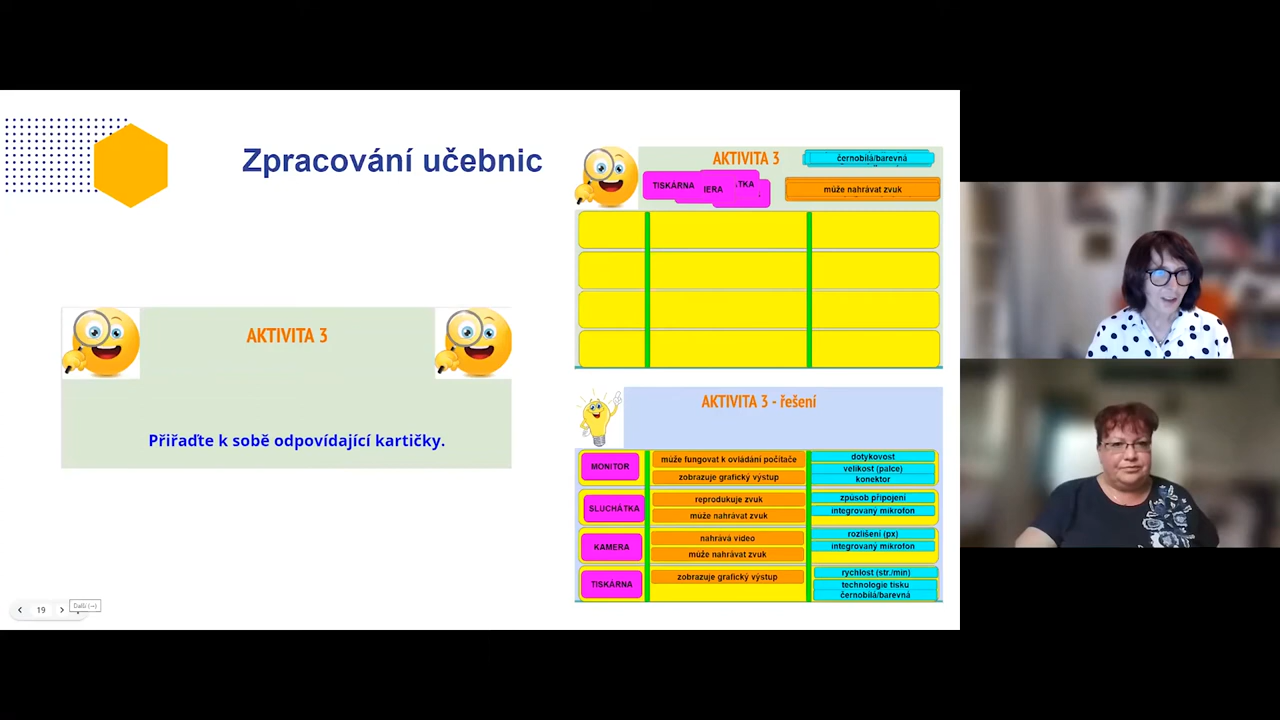 Zpracování učebnic
AKTIVITA 3
Přiřaďte k sobě odpovídající kartičky.
AKTIVITA 3
černobílá/barevná
TISKÁRNA
může nahrávat zvuk
AKTIVITA 3 - řešení
MONITOR
může fungovat k ovládání počítače
zobrazuje grafický výstup
dotykovost
velikost (palce)
konektor
SLUCHÁTKA
reprodukuje zvuk
může nahrávat zvuk
způsob připojení
integrovaný mikrofon
KAMERA
nahrává video
může nahrávat zvuk
rozlišení (px)
integrovaný mikrofon
TISKÁRNA
zobrazuje grafický výstup
rychlost (str./min)
technologie tisku
černobílá/barevná
19
Další (→)